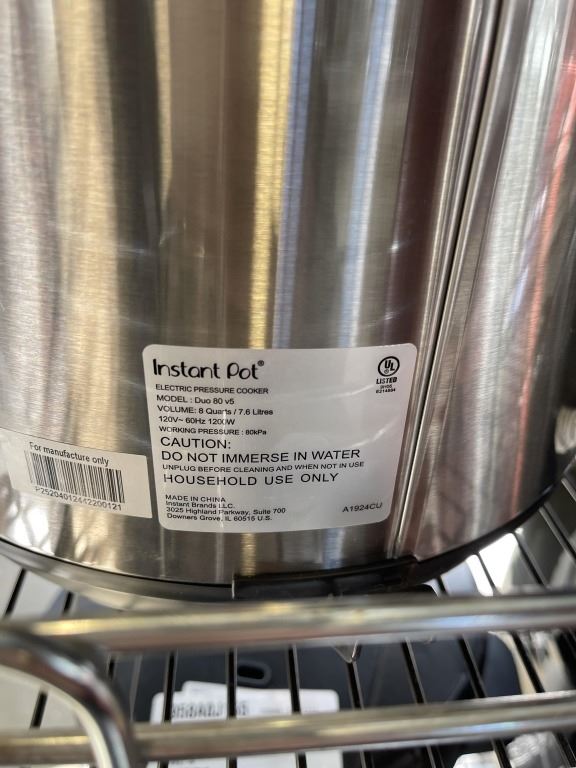 Instant Pot®
ELECTRIC PRESSURE COOKER
MODEL : Duo 80 v5
VOLUME: 8 Quarts / 7.6 Litres
120V~ 60Hz 1200W
WORKING PRESSURE : 80kPa
CAUTION:
DO NOT IMMERSE IN WATER
UNPLUG BEFORE CLEANING AND WHEN NOT IN USE
HOUSEHOLD USE ONLY
MADE IN CHINA
Instant Brands LLC.
3025 Highland Parkway, Suite 700
Downers Grove, IL 60515 U.S.
A1924CU
UL
LISTED
For manufacture only
P25204012442200121